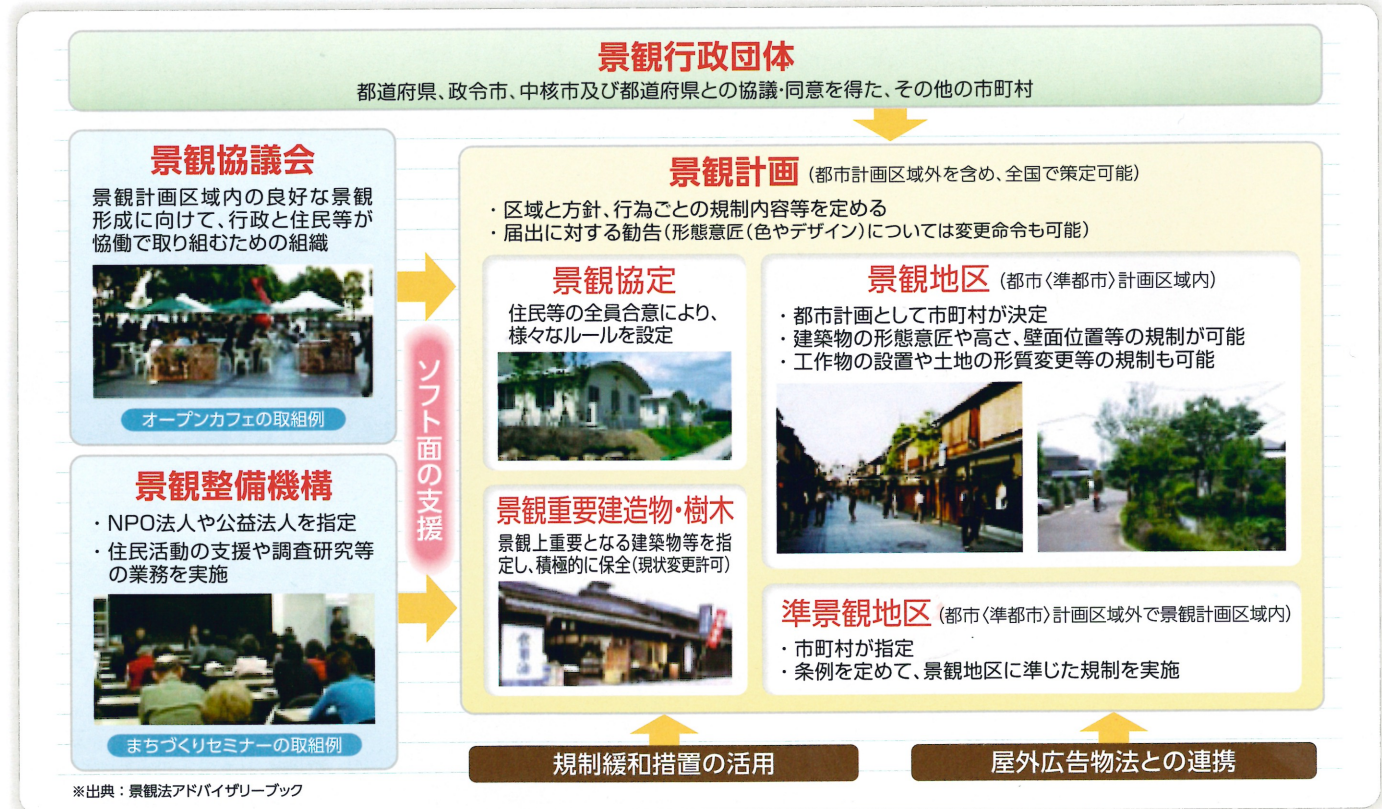 景観行政団体
都道府県、政令市、中核市及び都道府県との協議・同意を得た、その他の市町村
景観協議会
景観計画区域内の良好な景観
形成に向けて、行政と住民等が
恊働で取り組むための組織
オープンカフェの取組例
景観整備機構
・NPO法人や公益法人を指定
・住民活動の支援や調査研究等
の業務を実施
まちづくりセミナーの取組例
ソフト面の支援
景観計画 (都市計画区域外を含め、全国で策定可能)
・区域と方針、行為ごとの規制内容等を定める
・届出に対する勧告(形態意匠(色やデザイン)については変更命令も可能)
景観協定
住民等の全員合意により、
様々なルールを設定
景観重要建造物・樹木
景観上重要となる建築物等を指
定し、積極的に保全(現状変更許可)
景観地区 (都市〈準都市〉計画区域内)
・都市計画として市町村が決定
・建築物の形態意匠や高さ、壁面位置等の規制が可能
・工作物の設置や土地の形質変更等の規制も可能
準景観地区 (都市〈準都市〉計画区域外で景観計画区域内)
・市町村が指定
・条例を定めて、景観地区に準じた規制を実施
規制緩和措置の活用
屋外広告物法との連携
※出典：景観法アドバイザリーブック